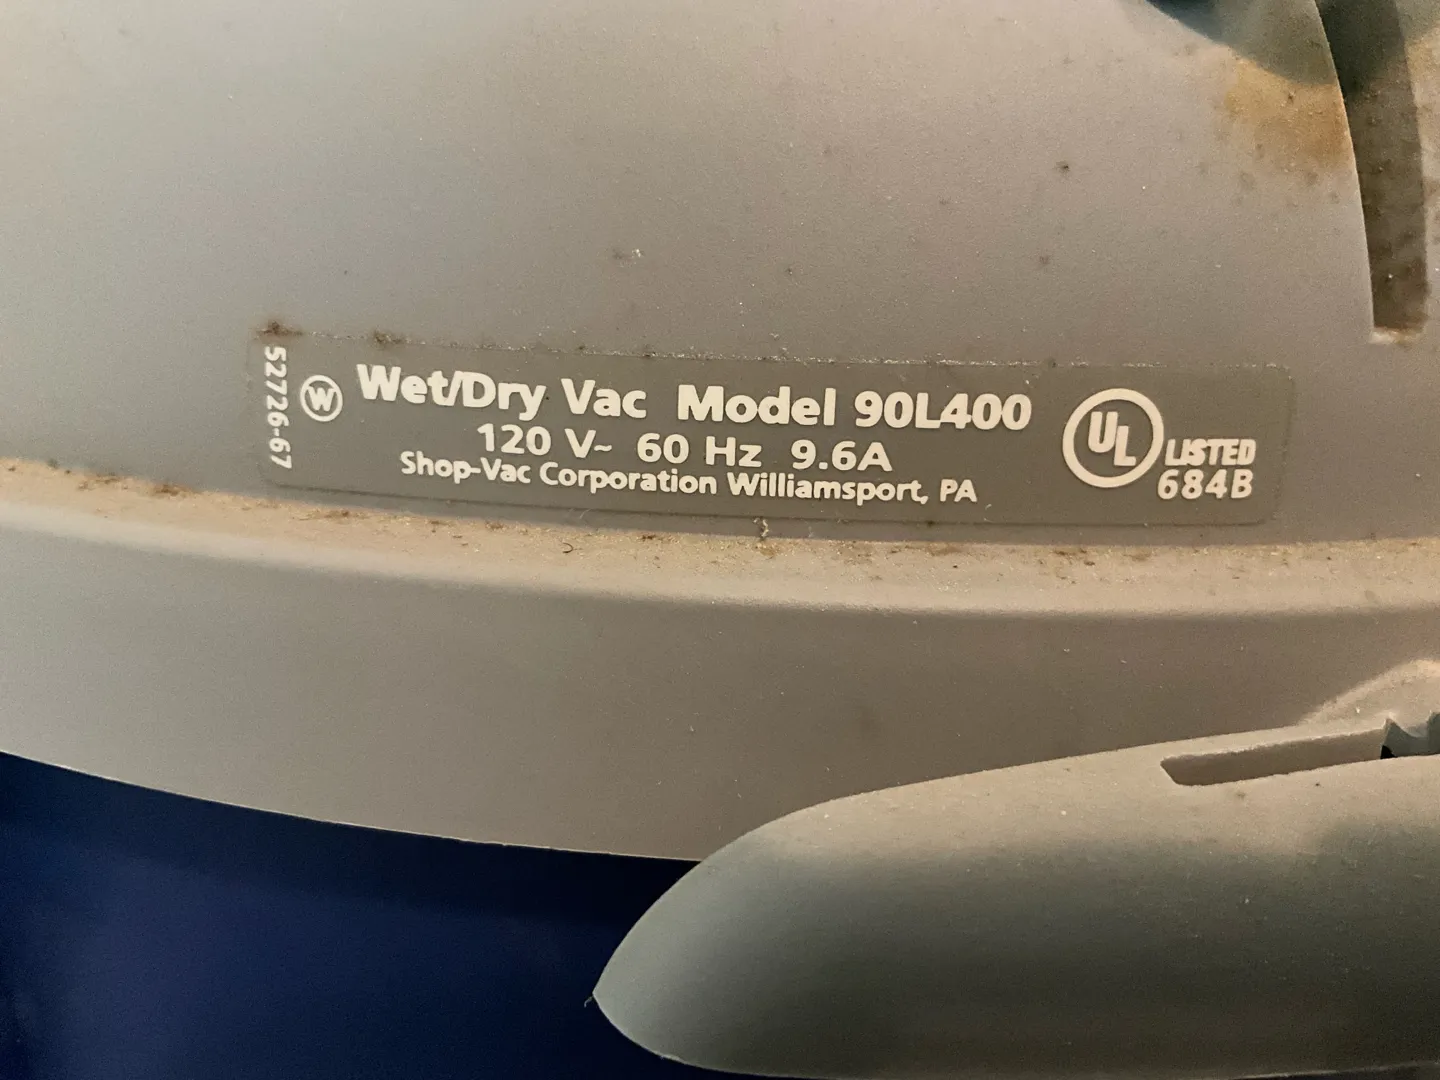 52726-67
W
Wet/Dry Vac Model 90L400
120 V~ 60 Hz 9.6A
Shop-Vac Corporation Williamsport, PA
UL LISTED
684B